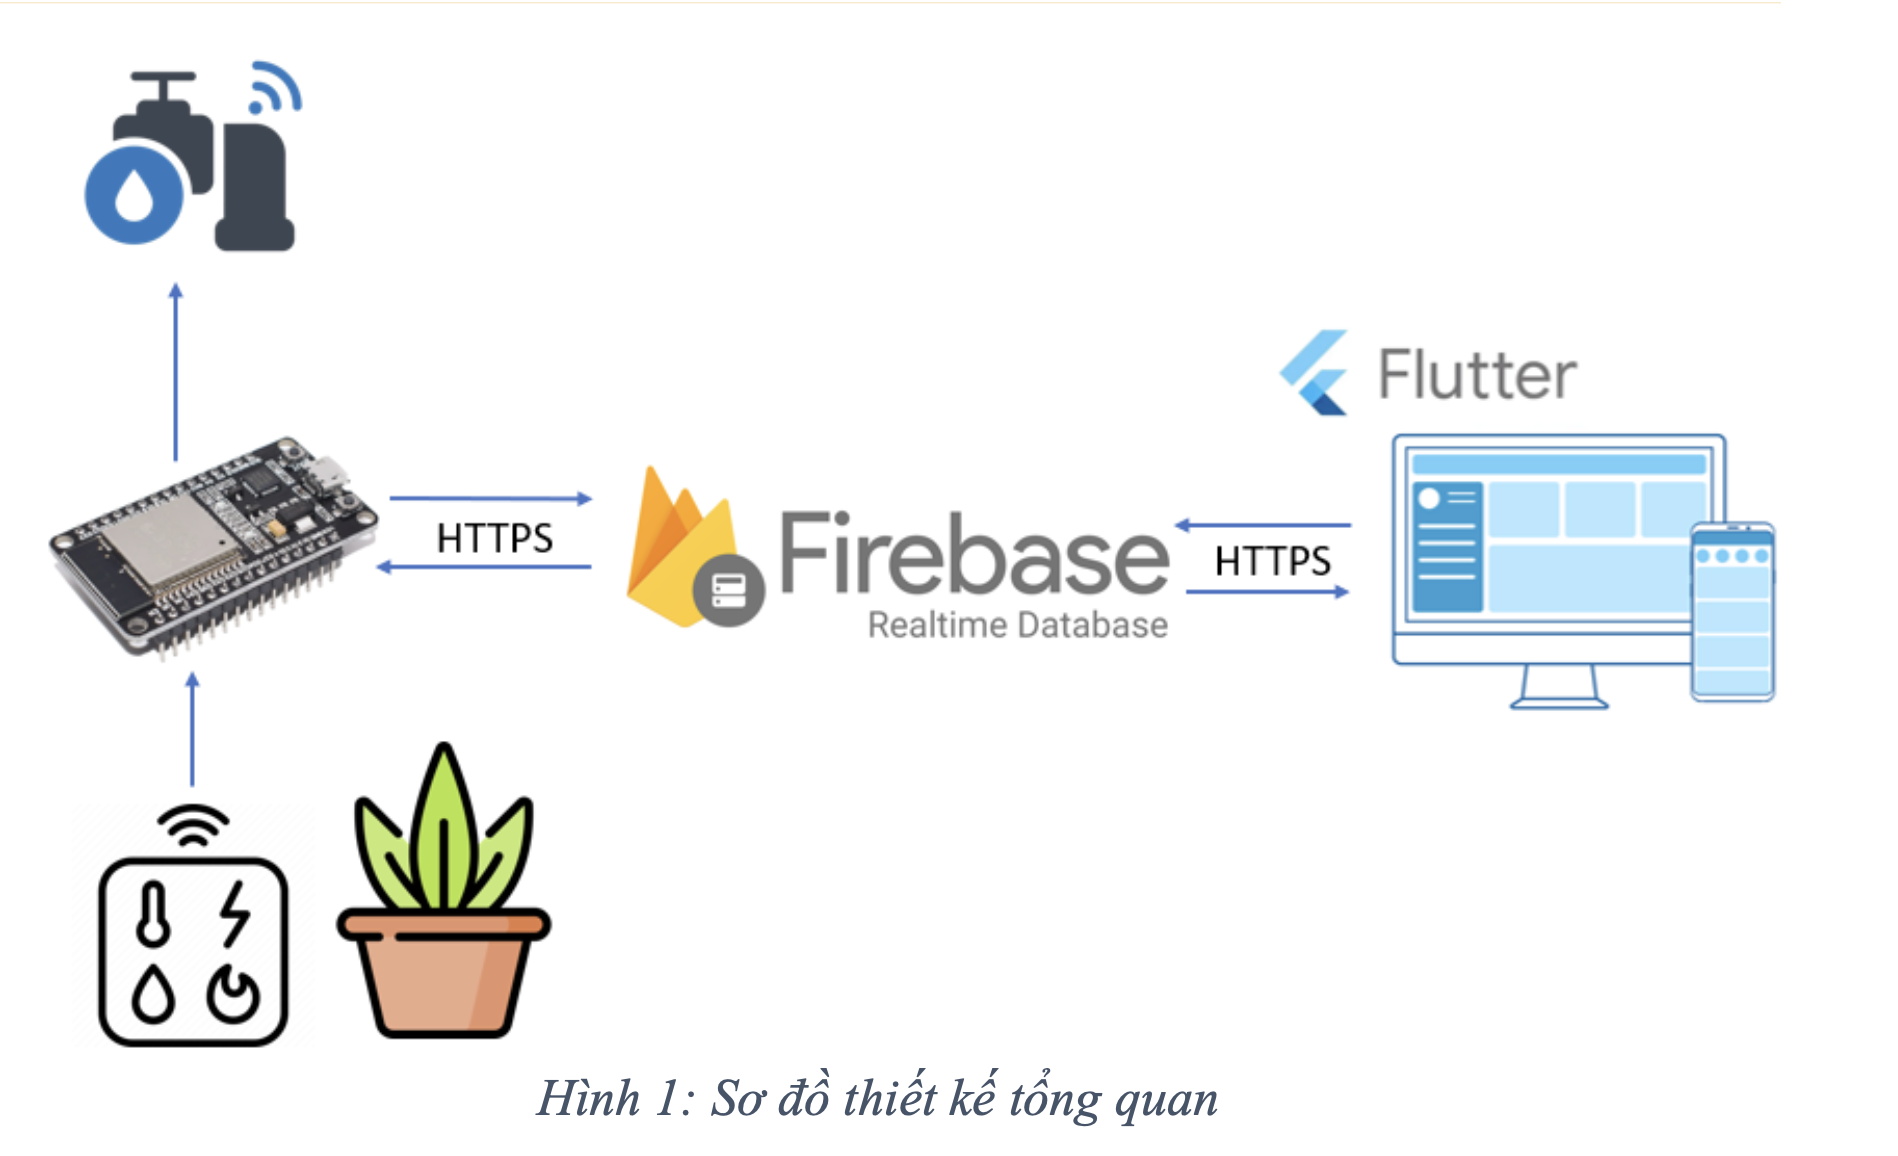 Flutter
HTTPS
Firebase
Realtime Database
HTTPS
Hình 1: Sơ đồ thiết kế tổng quan